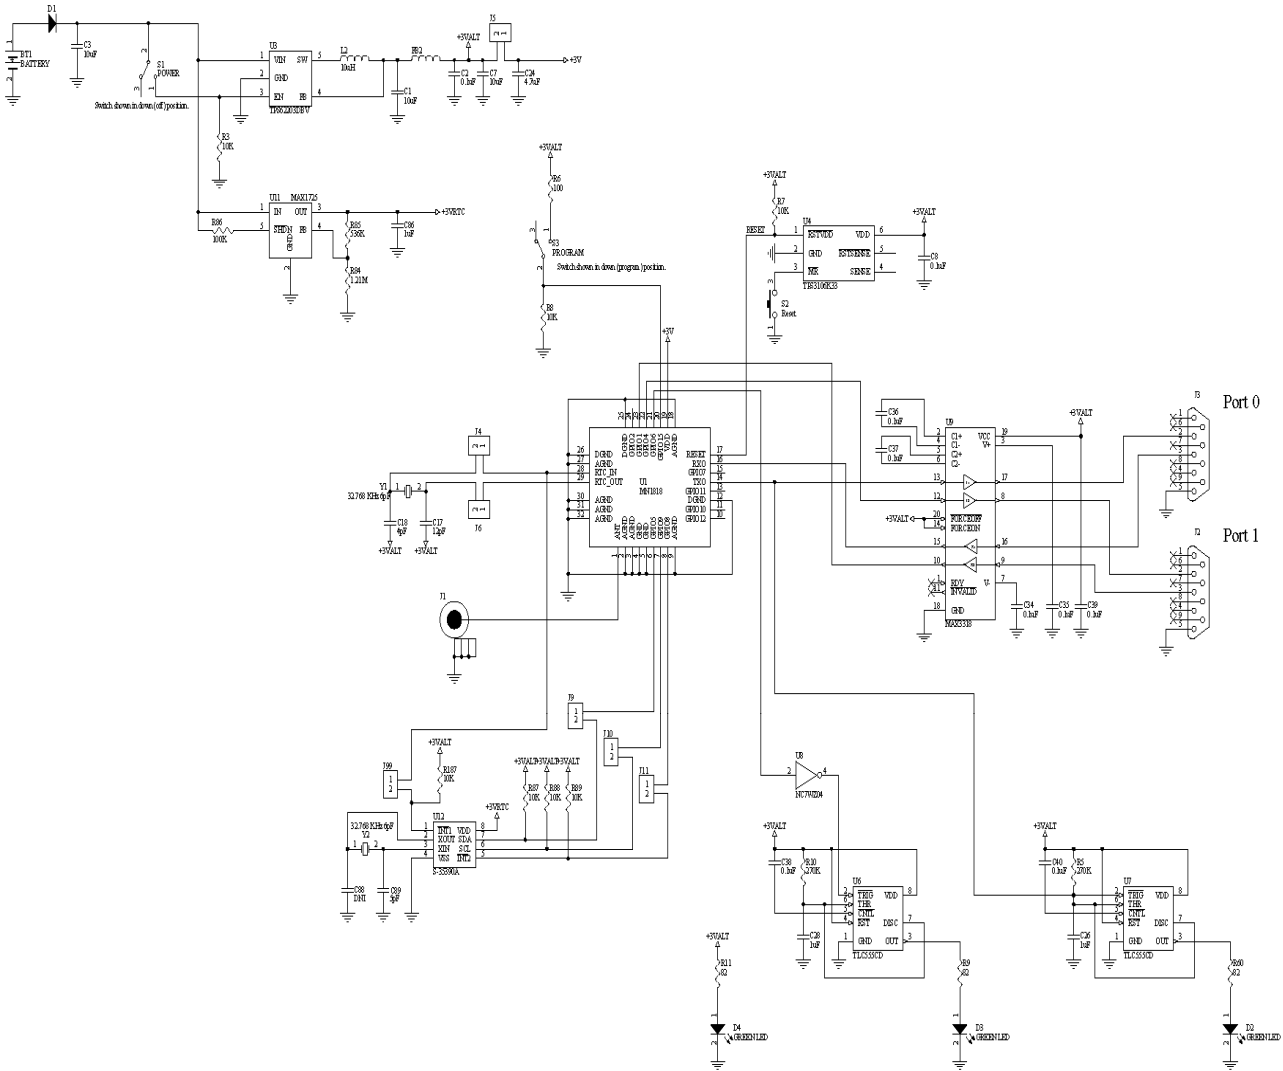 D1
BT1
BATTERY
C3
10uF
S1
POWER
Switch shown in down (off) position.
R3
10K
U3
VIN SW
GND
EN FB
TPS62203DBV
L2
10uH
FB2
C1
10uF
+3VALT
C2
0.1uF
C7
10uF
J5
C24
4.7uF
+3V
U11 MAX1725
IN OUT
SHDN FB
GND
R86
100K
R85
536K
R84
1.21M
C86
1uF
+3VRTC
+3VALT
R6
100
S3
PROGRAM
Switch shown in down (program) position.
R8
10K
+3V
+3VALT
R7
10K
RESET
U4
RSTVDD VDD
GND RSTSENSE
MR SENSE
TPS3106K33
S2
Reset
+3VALT
C8
0.1uF
J4
J6
Y1
32.768 KHz 6pF
C18
4pF
C17
12pF
+3VALT
+3VALT
U1
MN1818
DGND
AGND
RTC_IN
RTC_OUT
AGND
AGND
AGND
RESET
RXO
GPIO7
TXO
GPIO11
DGND
GPIO10
GPIO12
J1
C36
0.1uF
C37
0.1uF
U9
C1+ VCC
C1- V+
C2+
C2-
+3VALT
FORCEOFF
FORCEON
RDY V-
INVALID
GND
MAX3318
+3VALT
C34
0.1uF
C35
0.1uF
C39
0.1uF
J3
Port 0
J2
Port 1
J9
J10
J11
J99
+3VALT
R187
10K
+3VALT
+3VALT
+3VALT
R87
10K
R88
10K
R89
10K
+3VRTC
U12
INT1 VDD
XOUT SDA
XIN SCL
VSS INT2
S-35390A
32.768 KHz 6pF
Y2
C88
DNI
C89
5pF
U8
NC7WZ04
+3VALT
C38
0.1uF
R10
270K
U6
TRIG VDD
THR
CNTL
RST DISC
GND OUT
TLC555CD
C28
1uF
+3VALT
R11
82
D4
GREEN LED
R9
82
D3
GREEN LED
+3VALT
C40
0.1uF
R5
270K
U7
TRIG VDD
THR
CNTL
RST DISC
GND OUT
TLC555CD
C26
1uF
R60
82
D2
GREEN LED